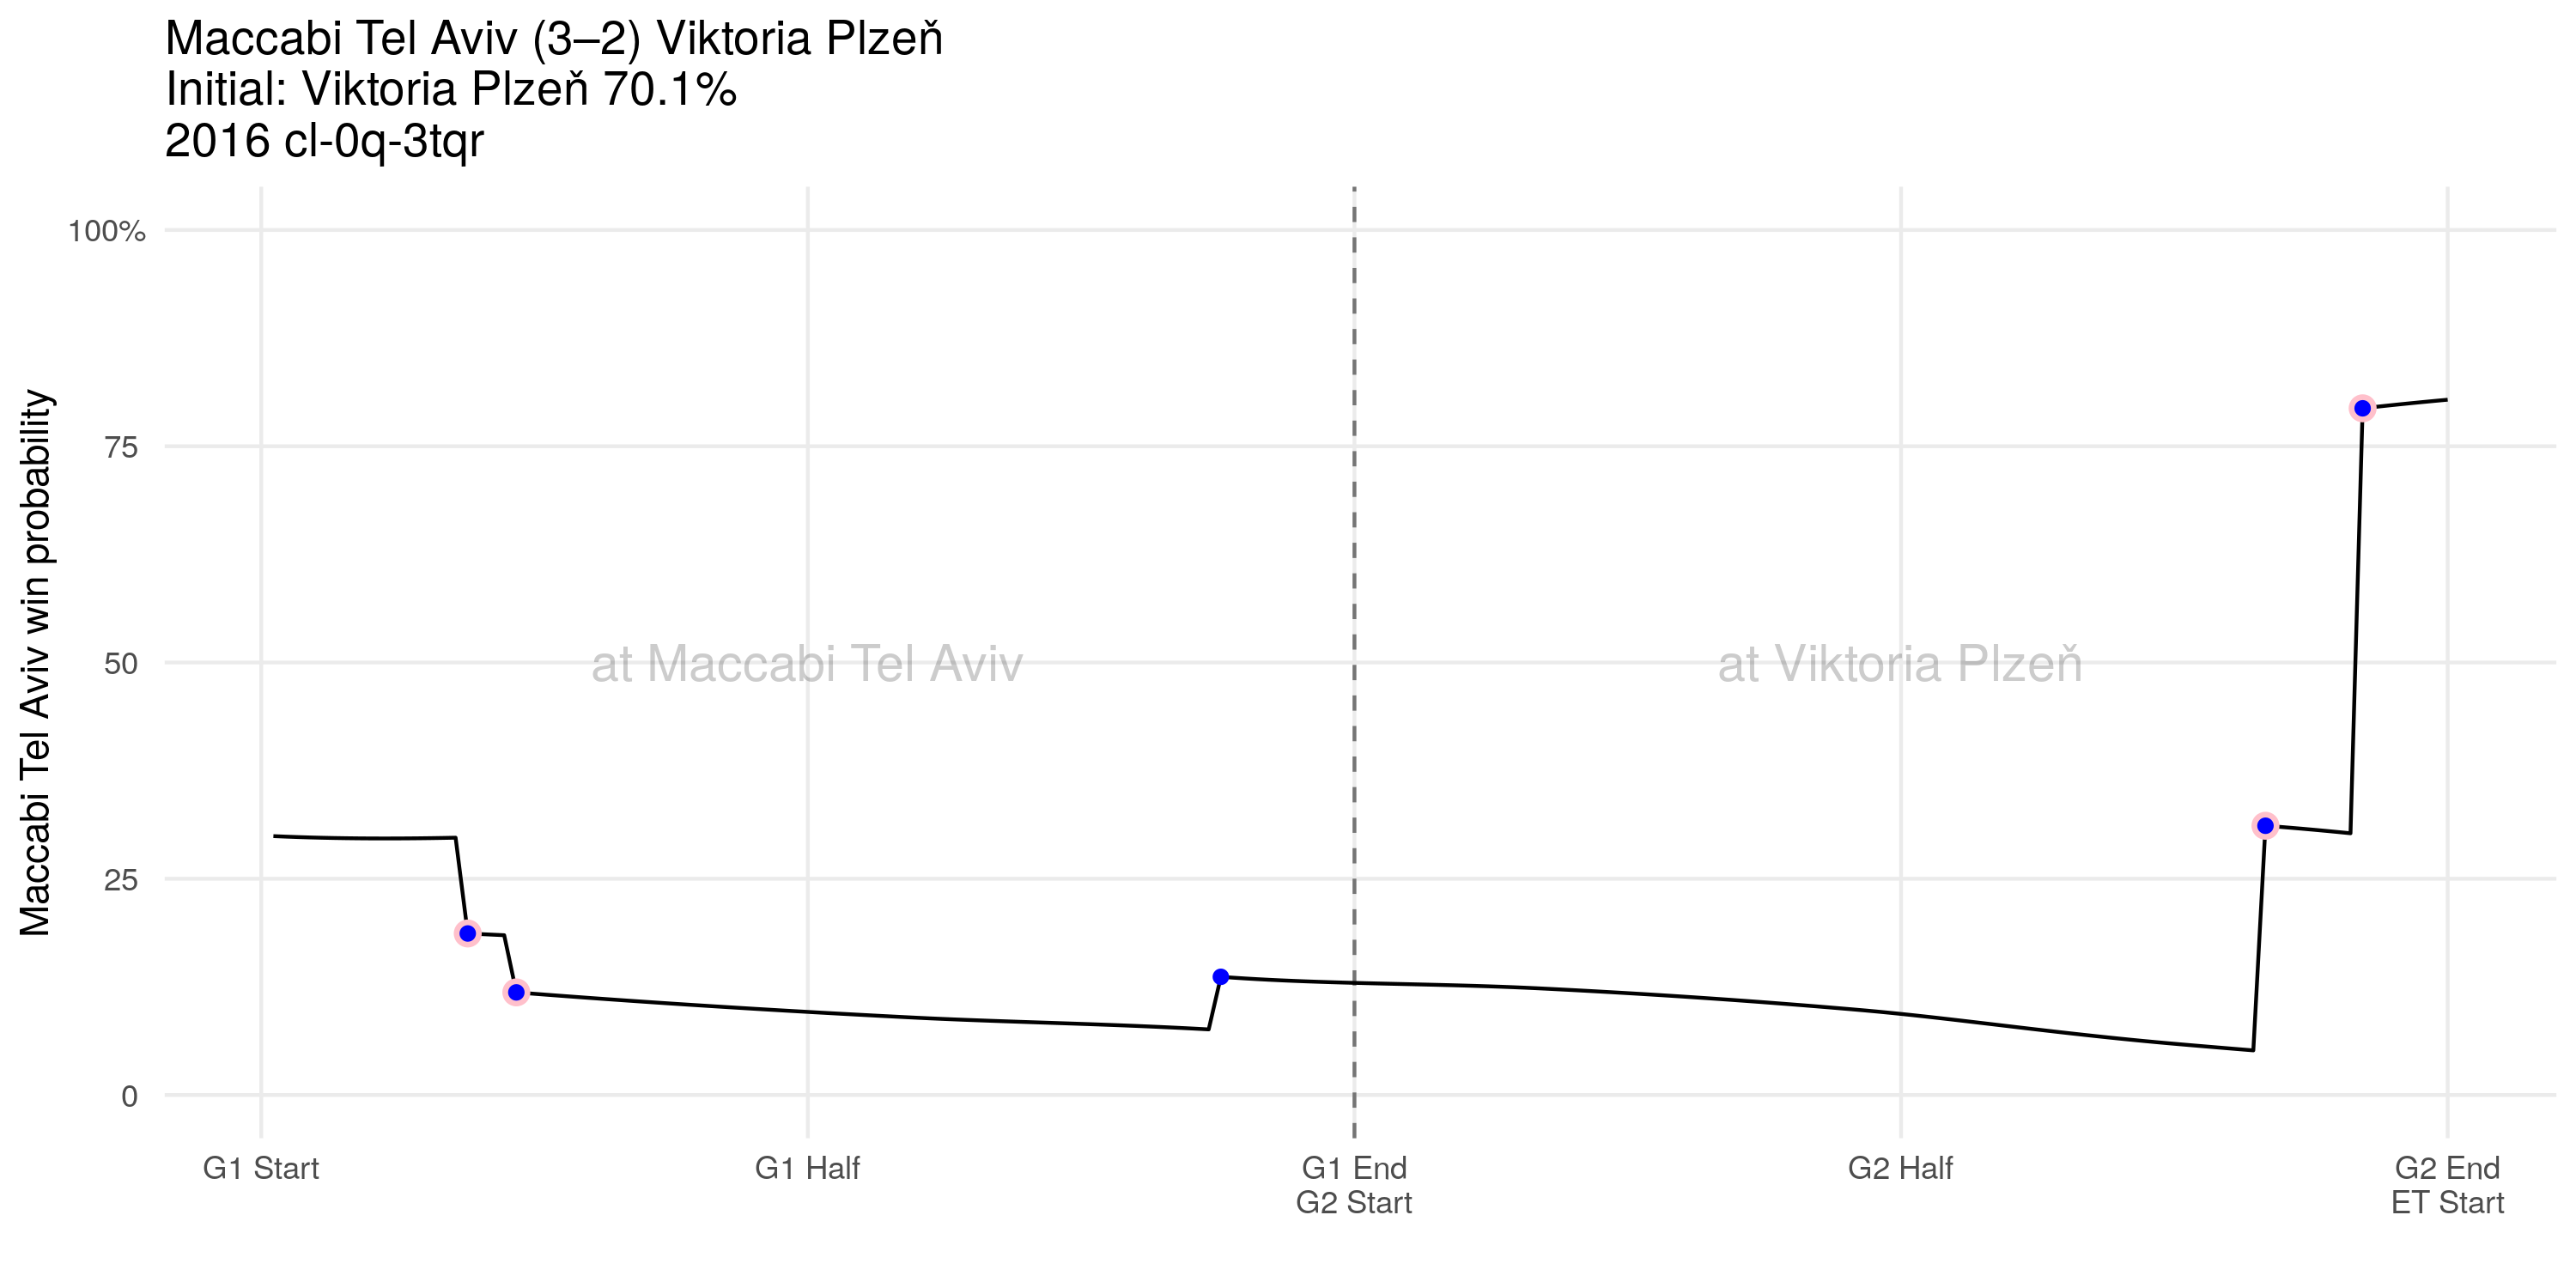 Maccabi Tel Aviv (3–2) Viktoria Plzeň
Initial: Viktoria Plzeň 70.1%
2016 cl-0q-3tqr
Maccabi Tel Aviv win probability
100%
75
50
25
0
at Maccabi Tel Aviv
at Viktoria Plzeň
G1 Start
G1 Half
G1 End
G2 Start
G2 Half
G2 End
ET Start